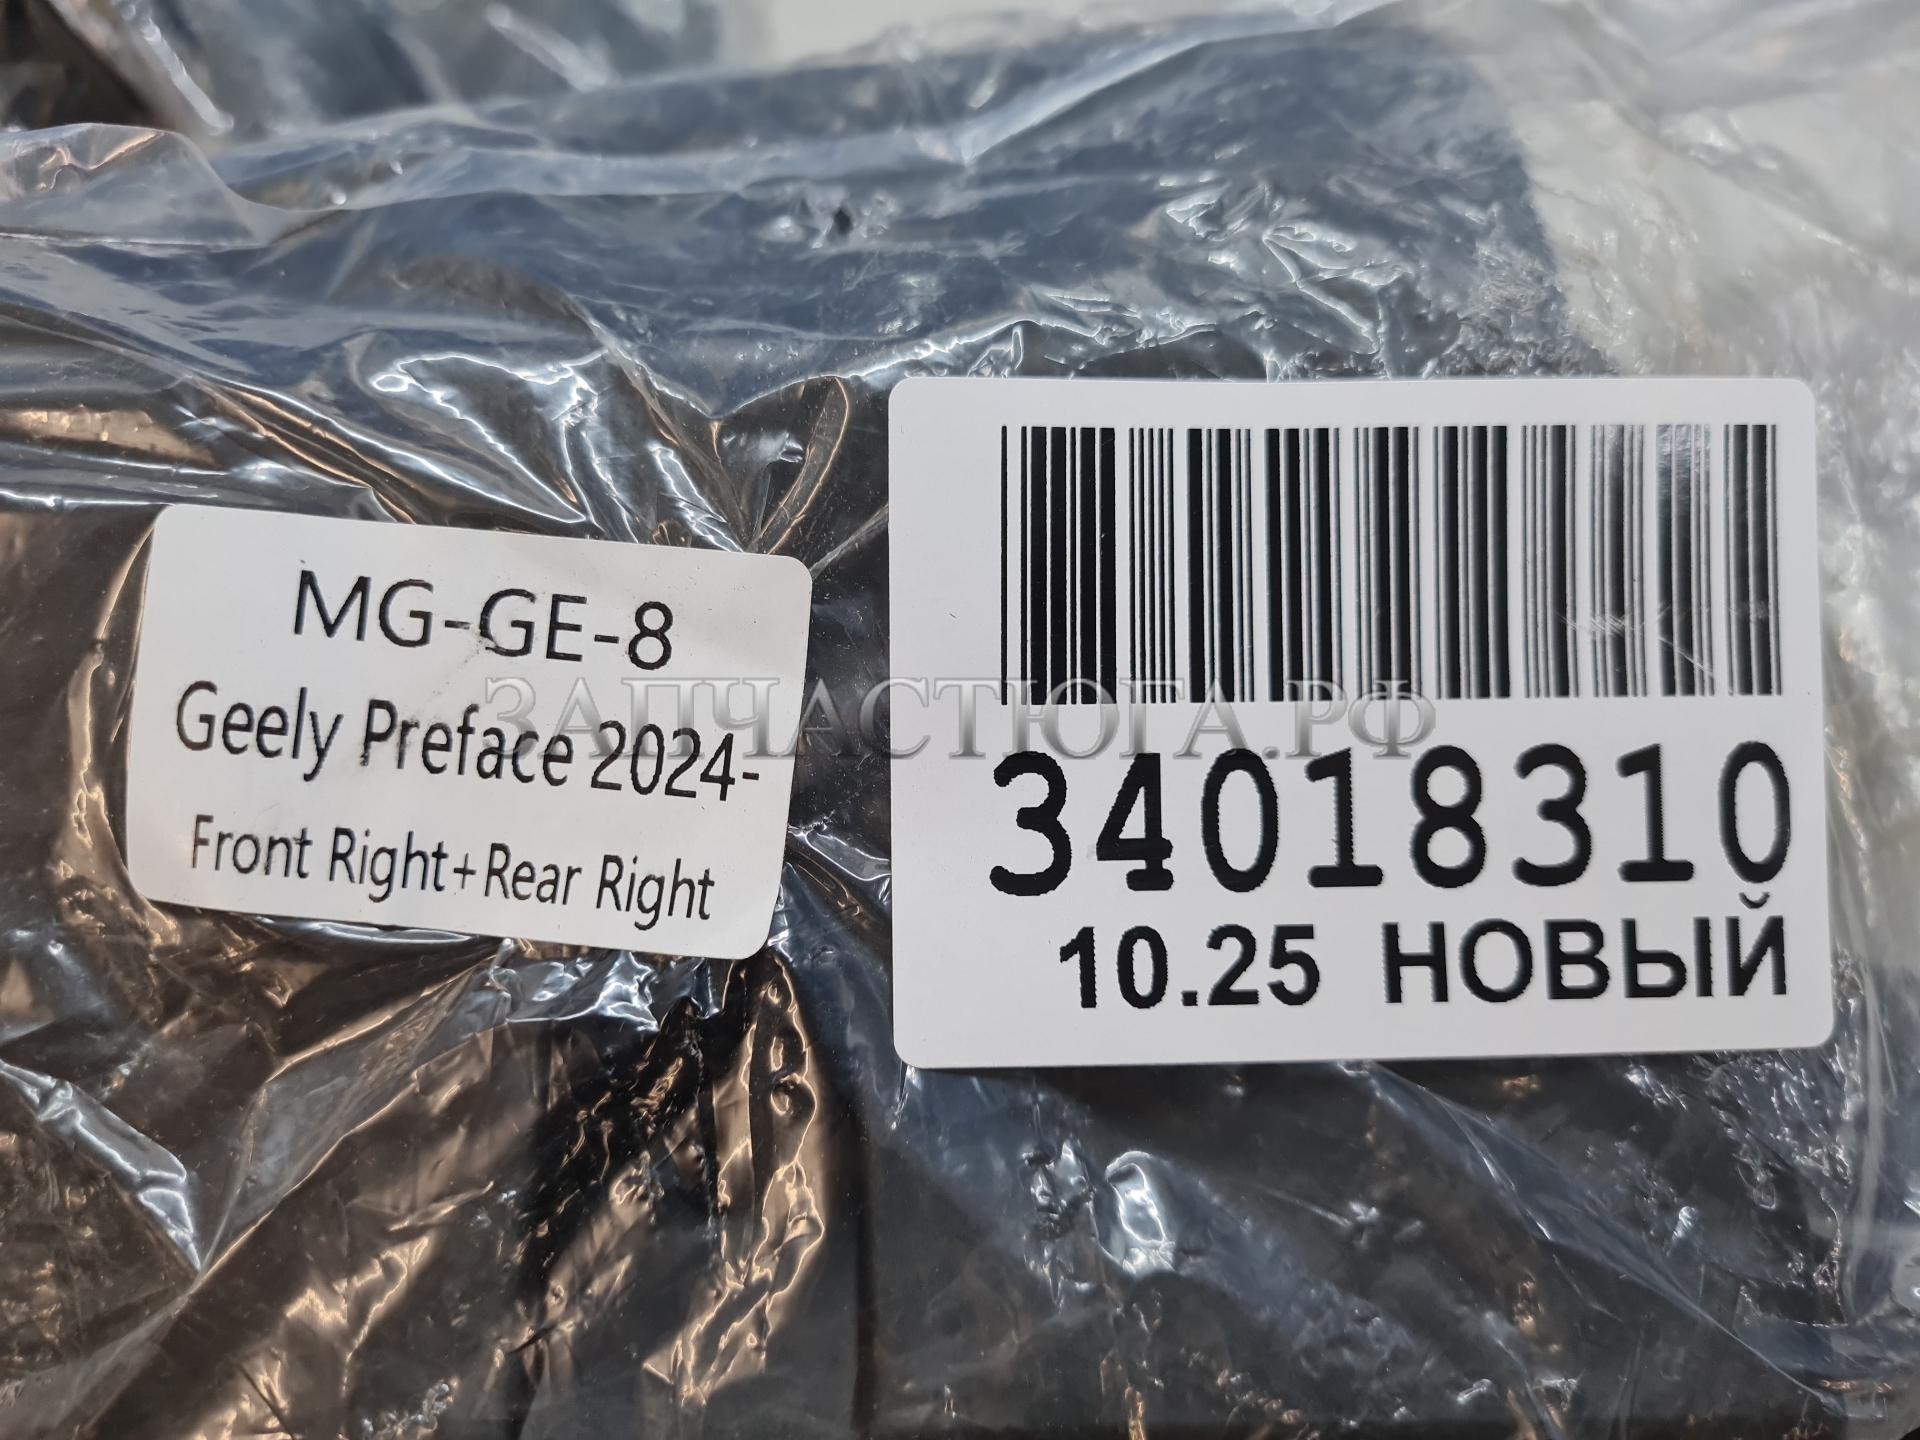 MG-GE-8
Geely Preface 2024-
Front Right+Rear Right
34018310
10.25 НОВЫЙ
ЗАПЧАСТЮГА.РФ